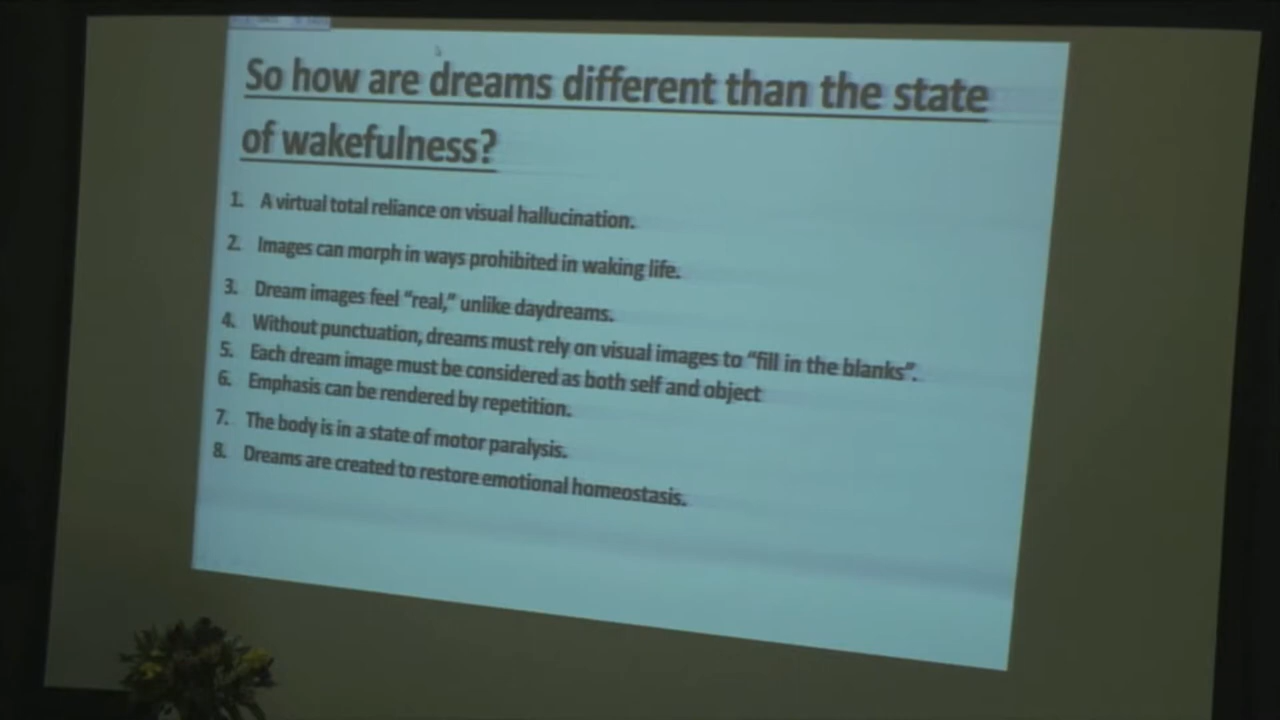 So how are dreams different than the state
of wakefulness?
1. A virtual total reliance on visual hallucination.
2. Images can morph in ways prohibited in waking life.
3. Dream images feel “real,” unlike daydreams.
4. Without punctuation, dreams must rely on visual images to “fill in the blanks”.
5. Each dream image must be considered as both self and object
6. Emphasis can be rendered by repetition.
7. The body is in a state of motor paralysis.
8. Dreams are created to restore emotional homeostasis.